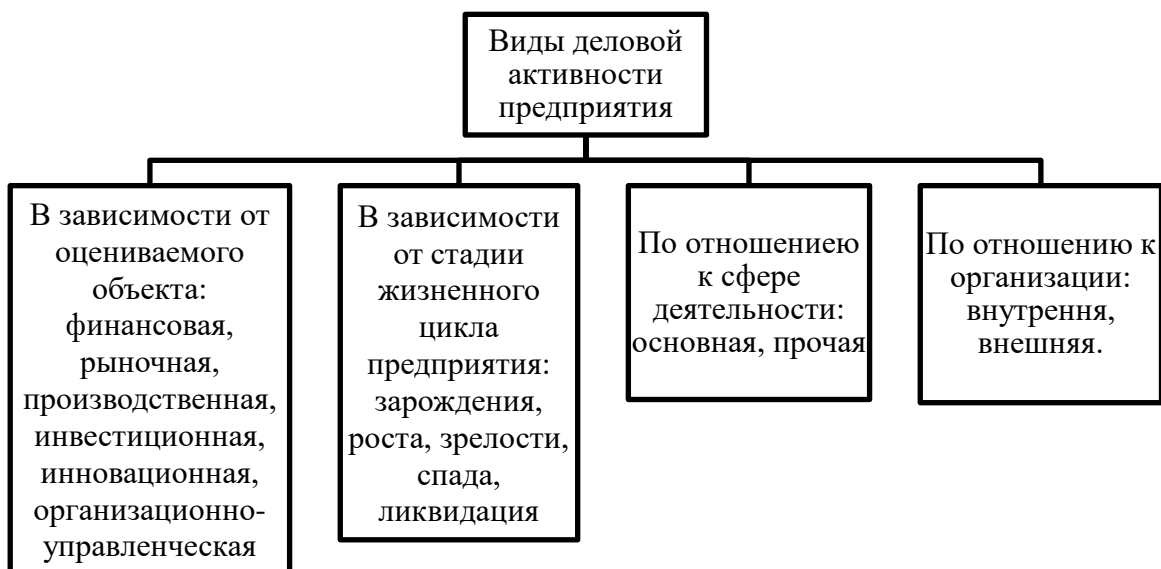 Виды деловой
активности
предприятия
В зависимости от
оцениваемого
объекта:
финансовая,
рыночная,
производственная,
инвестиционная,
инновационная,
организационно-
управленческая
В зависимости
от стадии
жизненного
цикла
предприятия:
зарождения,
роста, зрелости,
спада,
ликвидация
По отношениею
к сфере
деятельности:
основная, прочая
По отношению к
организации:
внутрення,
внешняя.